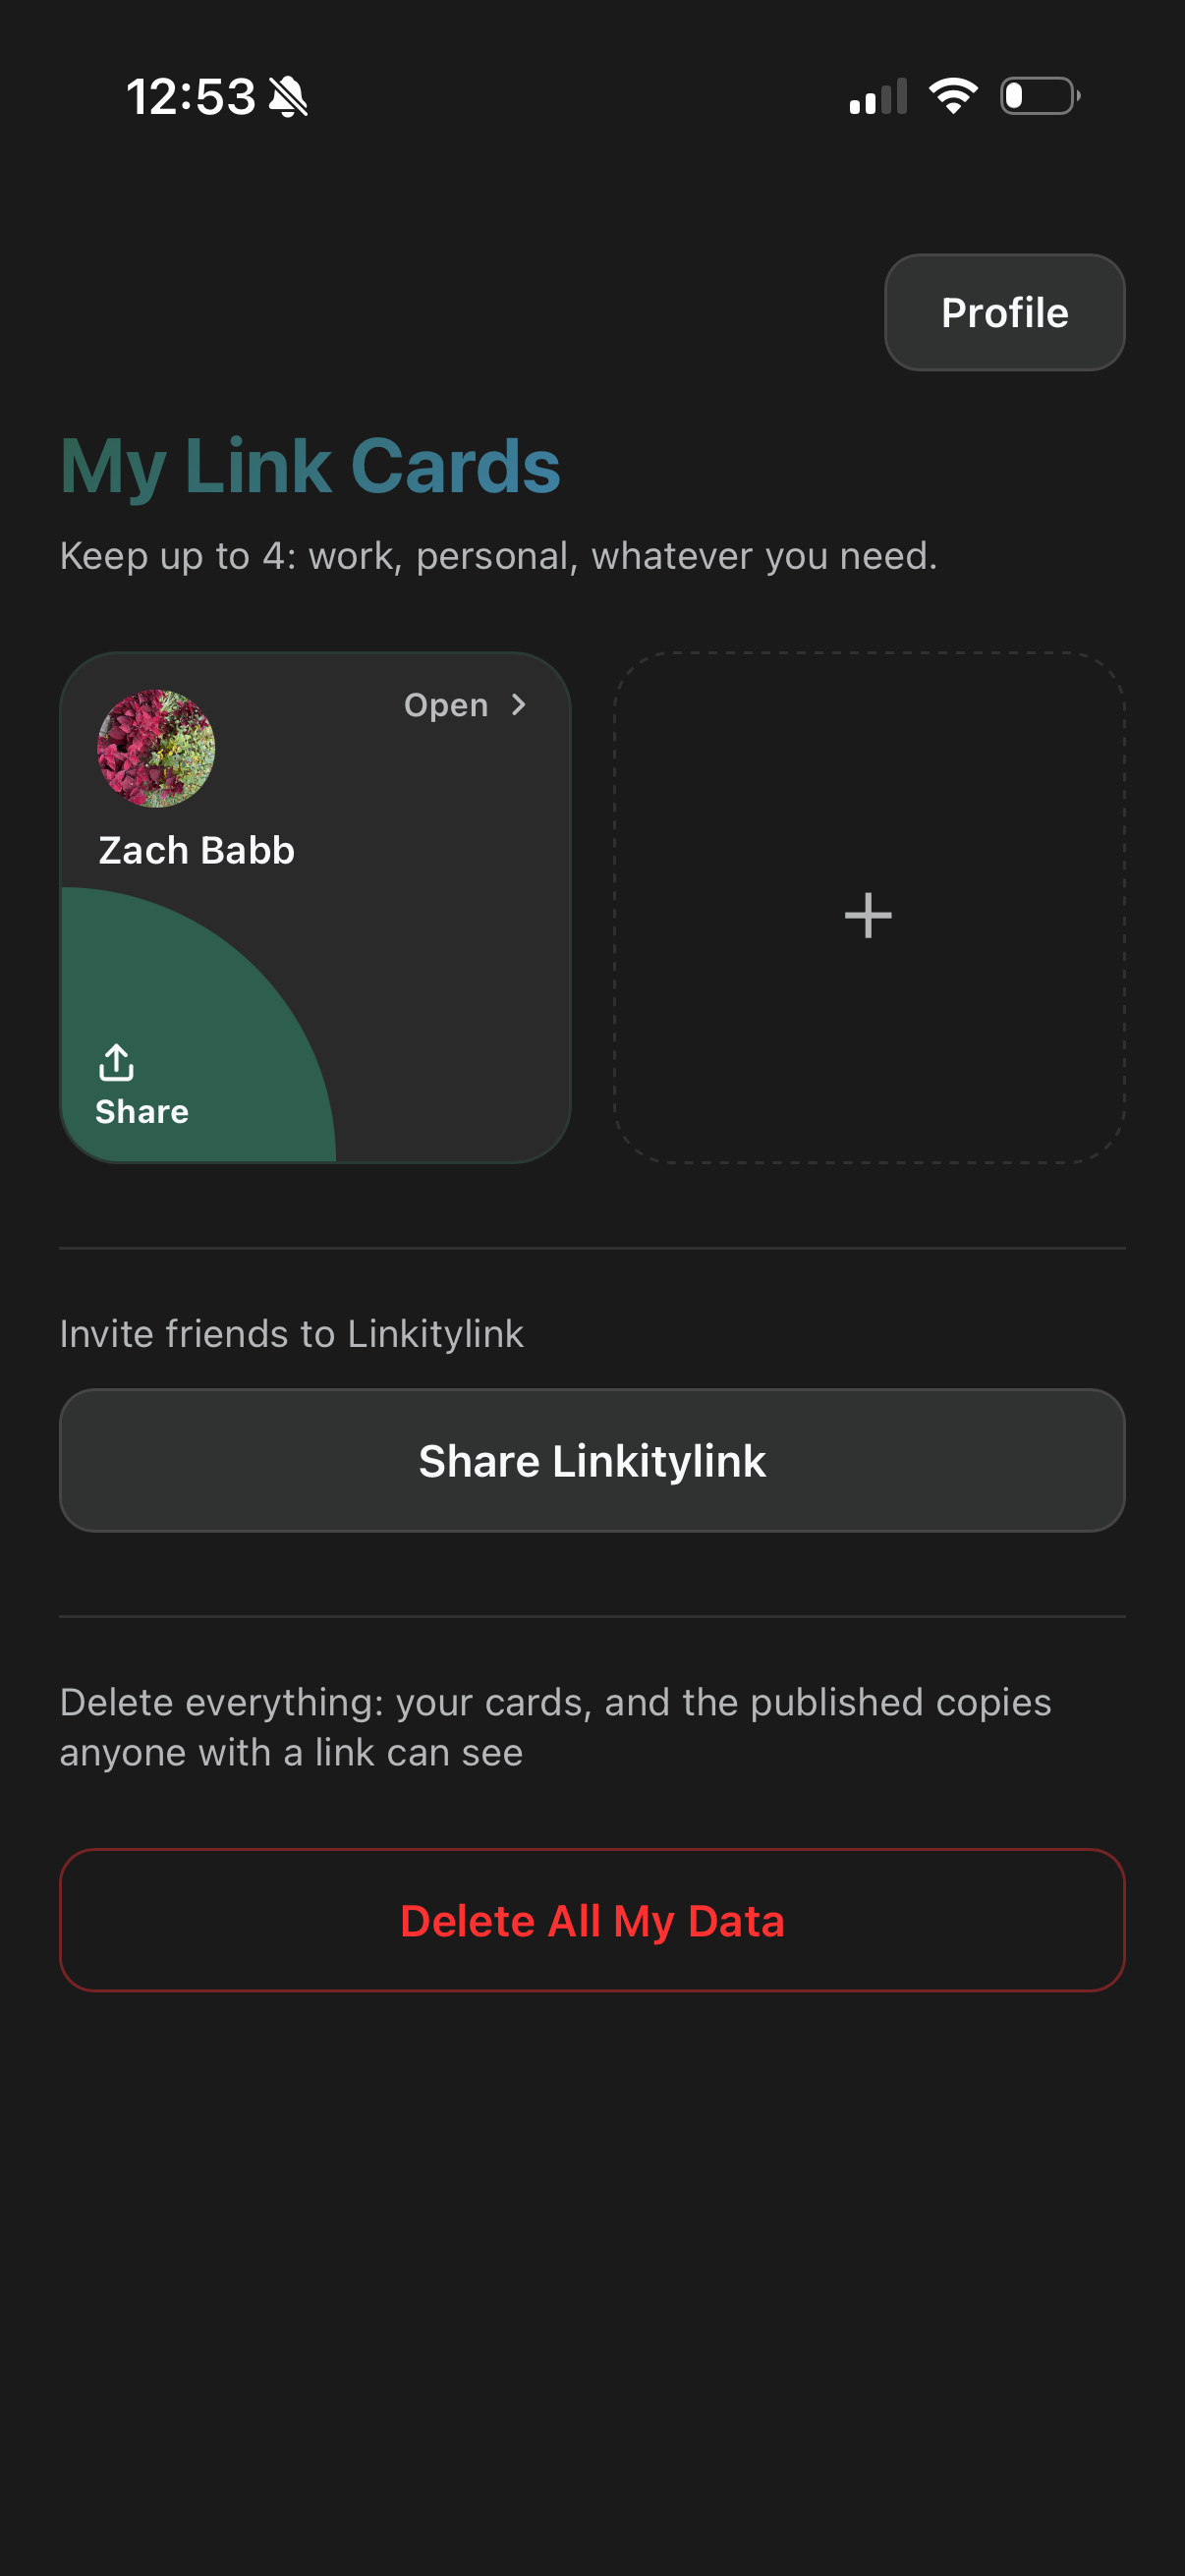 12:53
Profile
My Link Cards
Keep up to 4: work, personal, whatever you need.
Open
Zach Babb
Share
Invite friends to Linkitylink
Share Linkitylink
Delete everything: your cards, and the published copies
anyone with a link can see
Delete All My Data